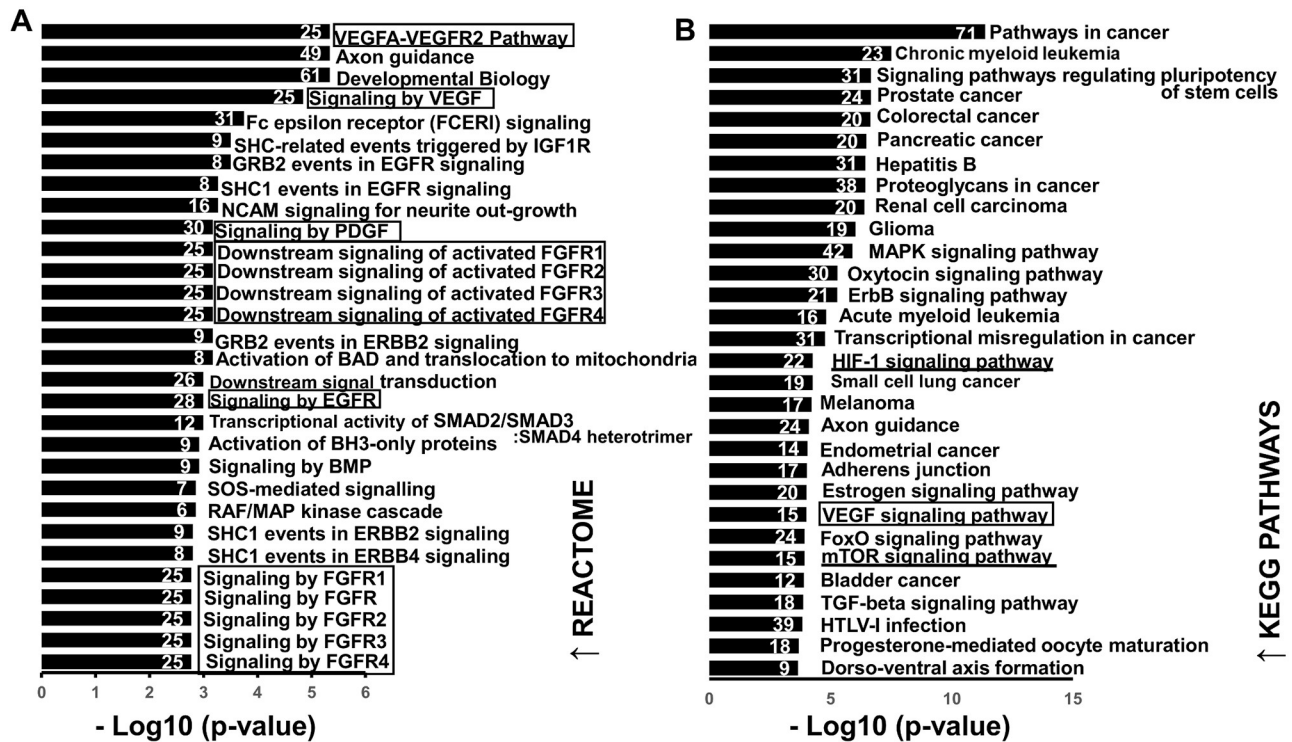 A
25 VEGFA-VEGFR2 Pathway
49 Axon guidance
61 Developmental Biology
25 Signaling by VEGF
31 Fc epsilon receptor (FCERI) signaling
9 SHC-related events triggered by IGF1R
8 GRB2 events in EGFR signaling
8 SHC1 events in EGFR signaling
16 NCAM signaling for neurite out-growth
30 Signaling by PDGF
25 Downstream signaling of activated FGFR1
25 Downstream signaling of activated FGFR2
25 Downstream signaling of activated FGFR3
25 Downstream signaling of activated FGFR4
9 GRB2 events in ERBB2 signaling
8 Activation of BAD and translocation to mitochondria
26 Downstream signal transduction
28 Signaling by EGFR
12 Transcriptional activity of SMAD2/SMAD3
:SMAD4 heterotrimer
9 Activation of BH3-only proteins
9 Signaling by BMP
7 SOS-mediated signalling
6 RAF/MAP kinase cascade
9 SHC1 events in ERBB2 signaling
8 SHC1 events in ERBB4 signaling
25 Signaling by FGFR1
25 Signaling by FGFR
25 Signaling by FGFR2
25 Signaling by FGFR3
25 Signaling by FGFR4
0 1 2 3 4 5 6
- Log10 (p-value)
↑ REACTOME
B
71 Pathways in cancer
23 Chronic myeloid leukemia
31 Signaling pathways regulating pluripotency
of stem cells
24 Prostate cancer
20 Colorectal cancer
20 Pancreatic cancer
31 Hepatitis B
38 Proteoglycans in cancer
20 Renal cell carcinoma
19 Glioma
42 MAPK signaling pathway
30 Oxytocin signaling pathway
21 ErbB signaling pathway
16 Acute myeloid leukemia
31 Transcriptional misregulation in cancer
22 HIF-1 signaling pathway
19 Small cell lung cancer
17 Melanoma
24 Axon guidance
14 Endometrial cancer
17 Adherens junction
20 Estrogen signaling pathway
15 VEGF signaling pathway
24 FoxO signaling pathway
15 mTOR signaling pathway
12 Bladder cancer
18 TGF-beta signaling pathway
39 HTLV-I infection
18 Progesterone-mediated oocyte maturation
9 Dorso-ventral axis formation
0 5 10 15
- Log10 (p-value)
↑ KEGG PATHWAYS